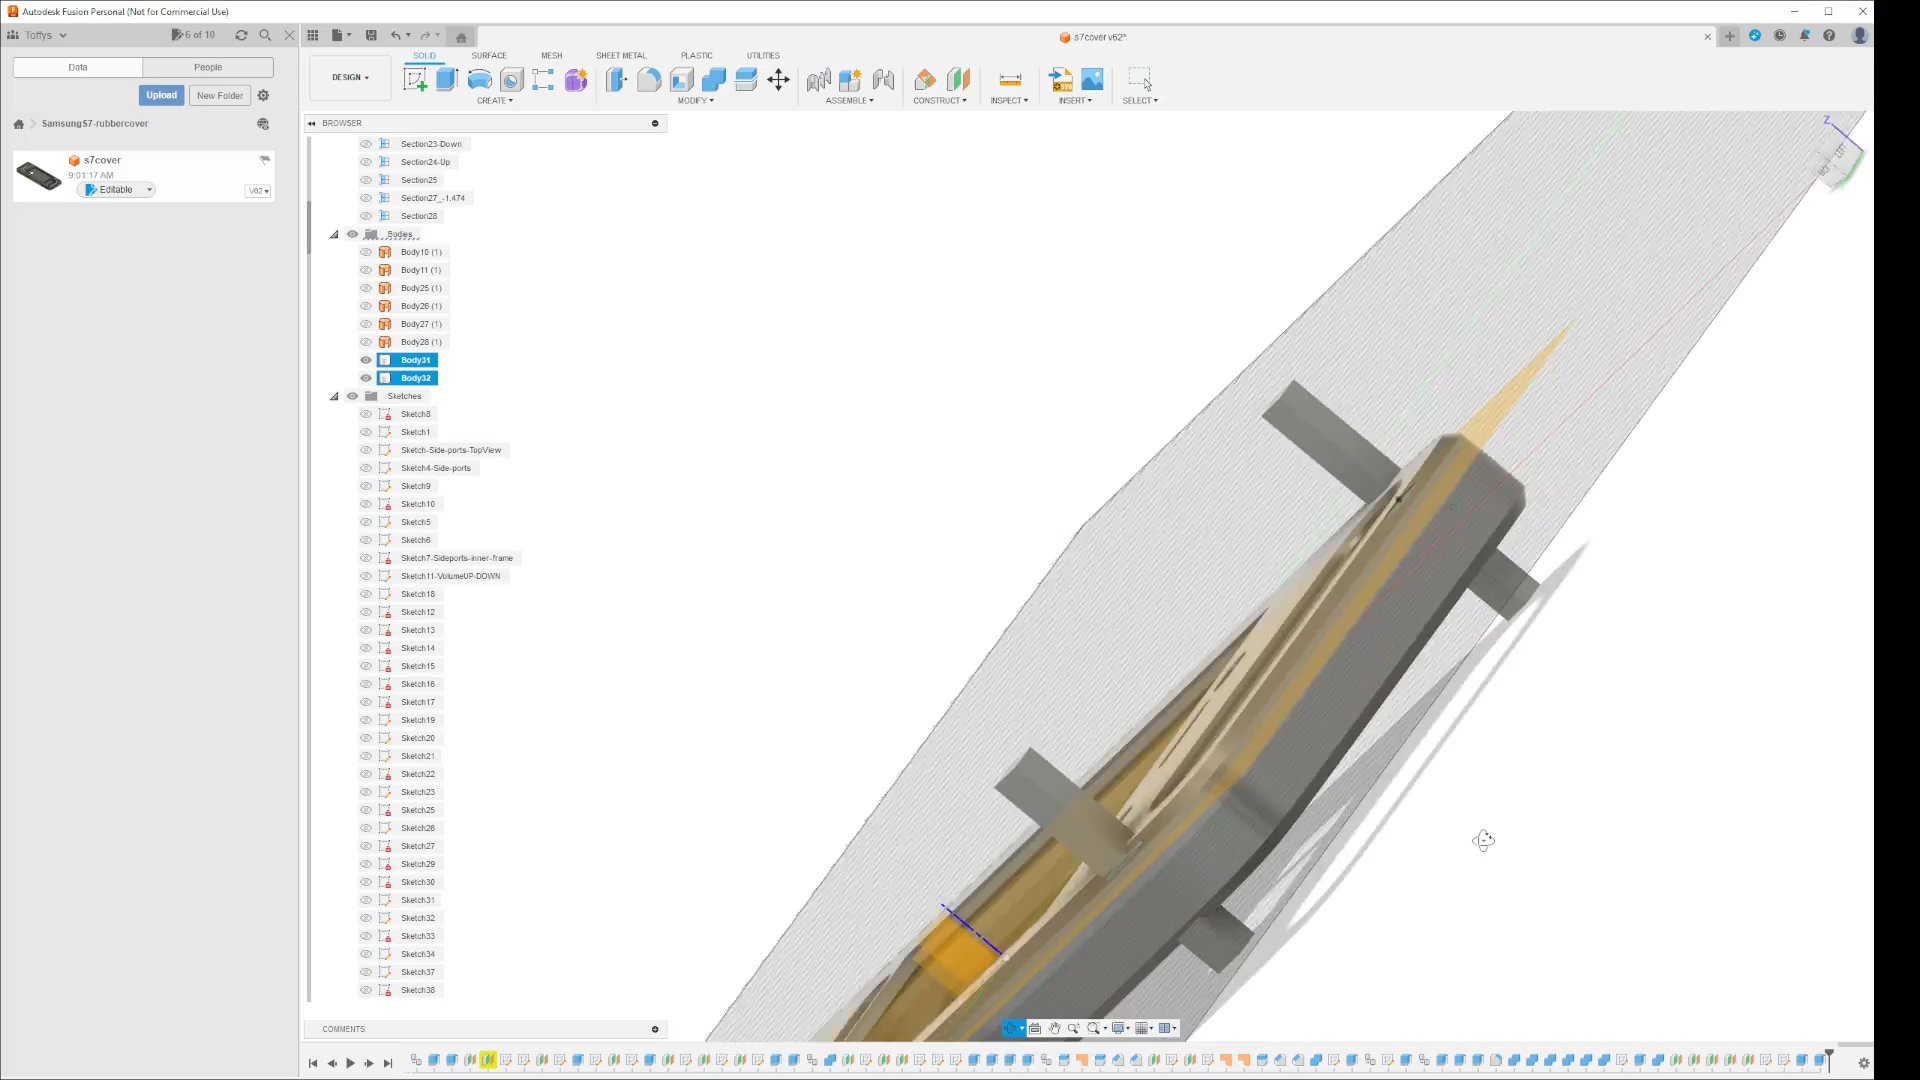 Autodesk Fusion Personal (Not for Commercial Use)
Toffys
6 of 10
s7cover v62*
Data
People
Upload
New Folder
SamsungS7-rubbercover
s7cover
9:01:17 AM
Editable
V62
DESIGN
SOLID
SURFACE
MESH
SHEET METAL
PLASTIC
UTILITIES
CREATE
MODIFY
ASSEMBLE
CONSTRUCT
INSPECT
INSERT
SELECT
BROWSER
Section23-Down
Section24-Up
Section25
Section27_-1.474
Section28
Bodies
Body10 (1)
Body11 (1)
Body25 (1)
Body26 (1)
Body27 (1)
Body28 (1)
Body31
Body32
Sketches
Sketch8
Sketch1
Sketch-Side-ports-TopView
Sketch4-Side-ports
Sketch9
Sketch10
Sketch5
Sketch6
Sketch7-Sideports-inner-frame
Sketch11-VolumeUP-DOWN
Sketch18
Sketch12
Sketch13
Sketch14
Sketch15
Sketch16
Sketch17
Sketch19
Sketch20
Sketch21
Sketch22
Sketch23
Sketch25
Sketch26
Sketch27
Sketch29
Sketch30
Sketch31
Sketch32
Sketch33
Sketch34
Sketch37
Sketch38
COMMENTS
Z
LEFT
BACK